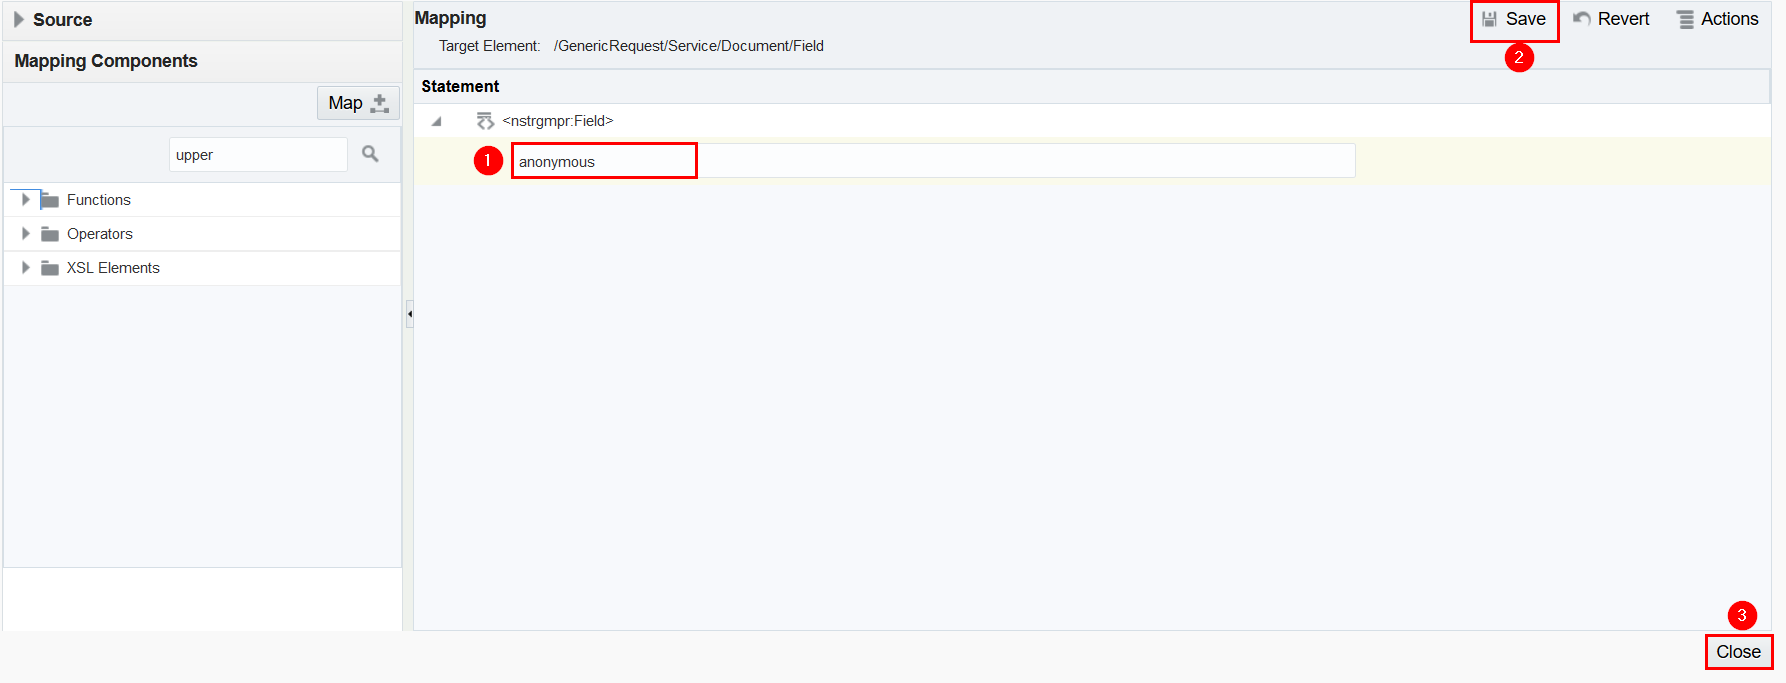 Source
Mapping Components
Map
upper
Functions
Operators
XSL Elements
Mapping
Save
Revert
Actions
2
Target Element: /GenericRequest/Service/Document/Field
Statement
<nstrgmpr:Field>
1
anonymous
3
Close